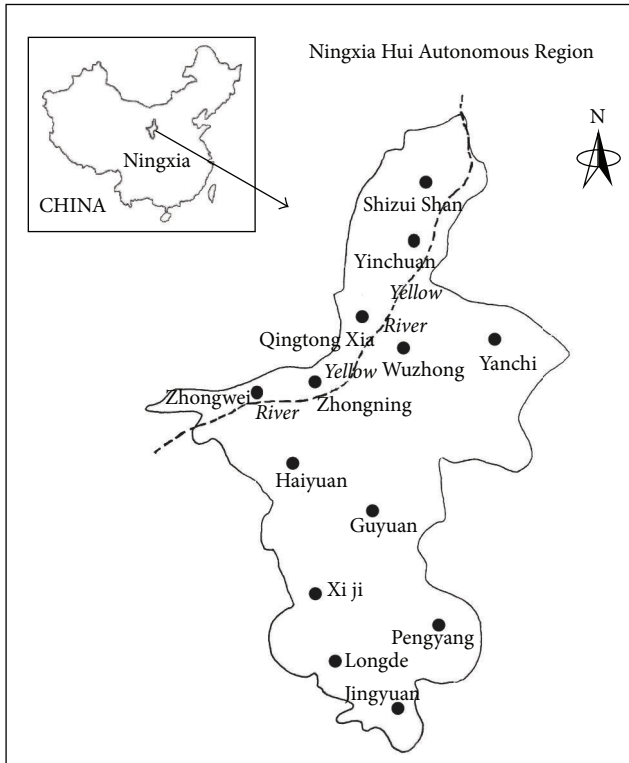 Ningxia Hui Autonomous Region
N
Ningxia
CHINA
Shizui Shan
Yinchuan
Yellow
River
Qingtong Xia
Wuzhong
Yanchi
Yellow
River
Zhongwei
Zhongning
Haiyuan
Guyuan
Xi ji
Pengyang
Longde
Jingyuan